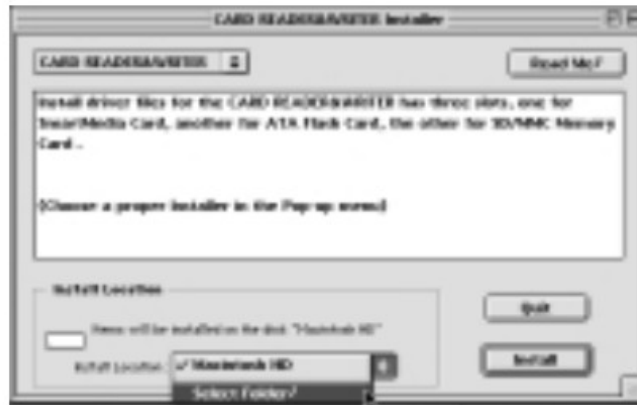 CARD READER&WRITER Installer
CARD READER&WRITER
Read Me?
Install driver files for the CARD READER&WRITER has three slots, one for
SmartMedia Card, another for ATA Flash Card, the other for SD/MMC Memory
Card .
(Choose a proper installer in the Pop-up menu)
Install Location
Items will be installed on the disk "Macintosh HD"
Quit
Install Location: ✓ Macintosh HD
Install
Select Folder?